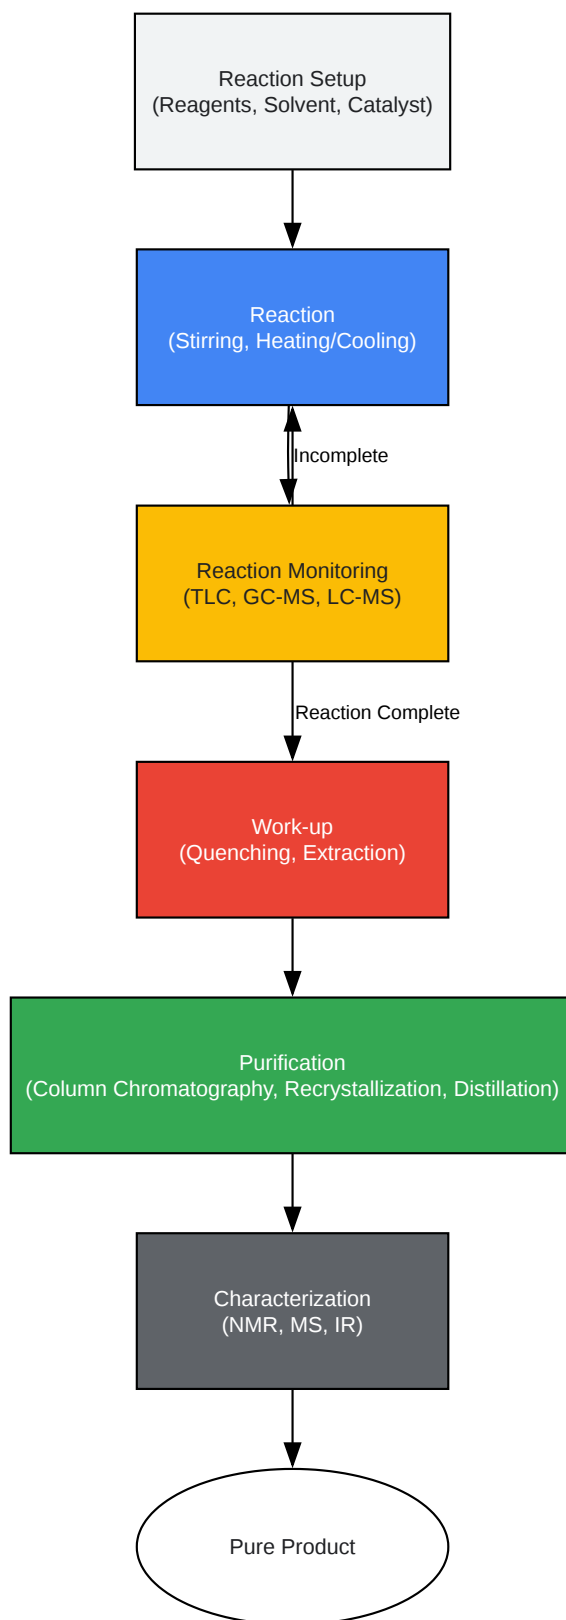 Reaction Setup
(Reagents, Solvent, Catalyst)
Reaction
(Stirring, Heating/Cooling)
Incomplete
Reaction Monitoring
(TLC, GC-MS, LC-MS)
Reaction Complete
Work-up
(Quenching, Extraction)
Purification
(Column Chromatography, Recrystallization, Distillation)
Characterization
(NMR, MS, IR)
Pure Product